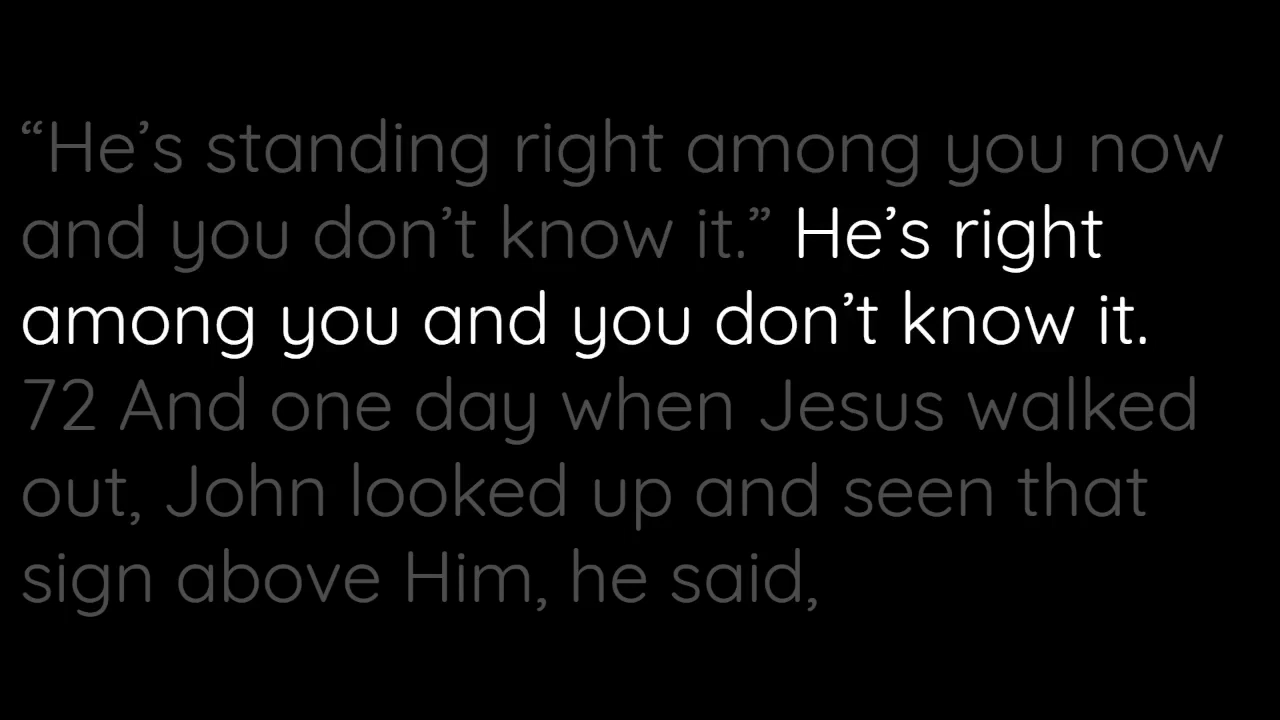 “He’s standing right among you now
and you don’t know it.” He’s right
among you and you don’t know it.
72 And one day when Jesus walked
out, John looked up and seen that
sign above Him, he said,